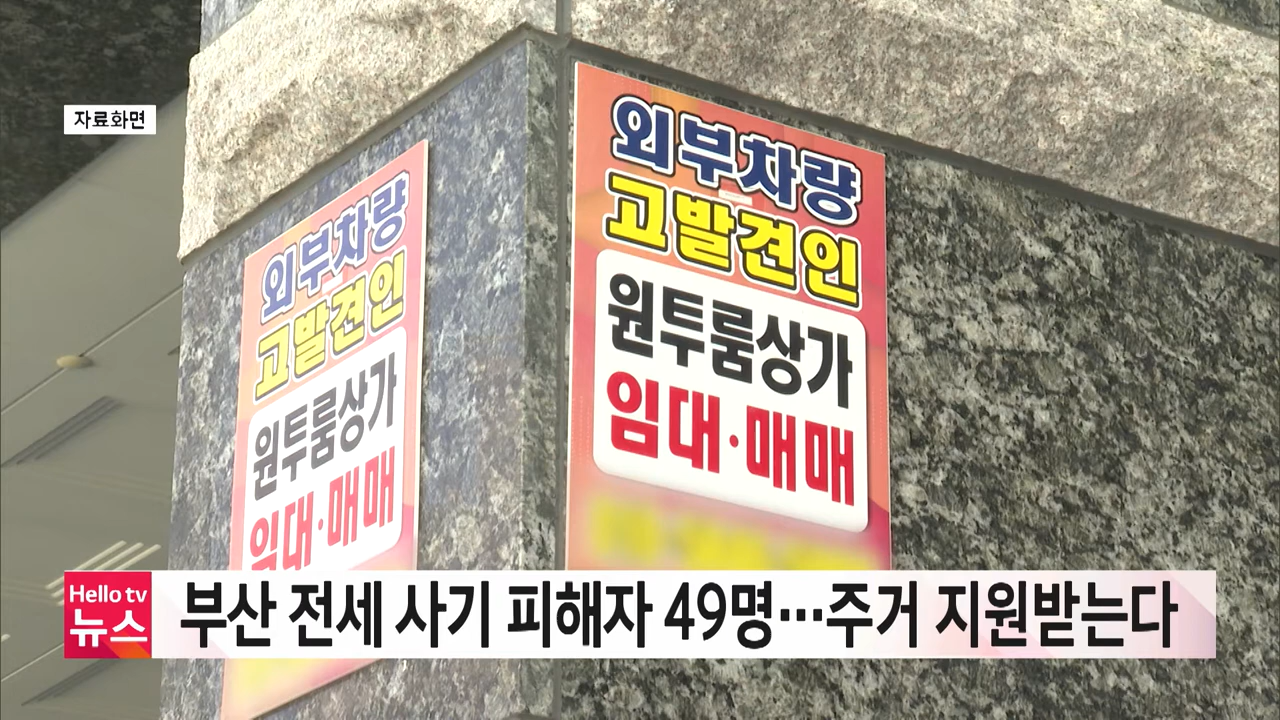 자료화면
외부차량
고발견인
원투룸상가
임대·매매
외부차량
고발견인
원투룸상가
임대·매매
Hello tv
뉴스
부산 전세 사기 피해자 49명…주거 지원받는다